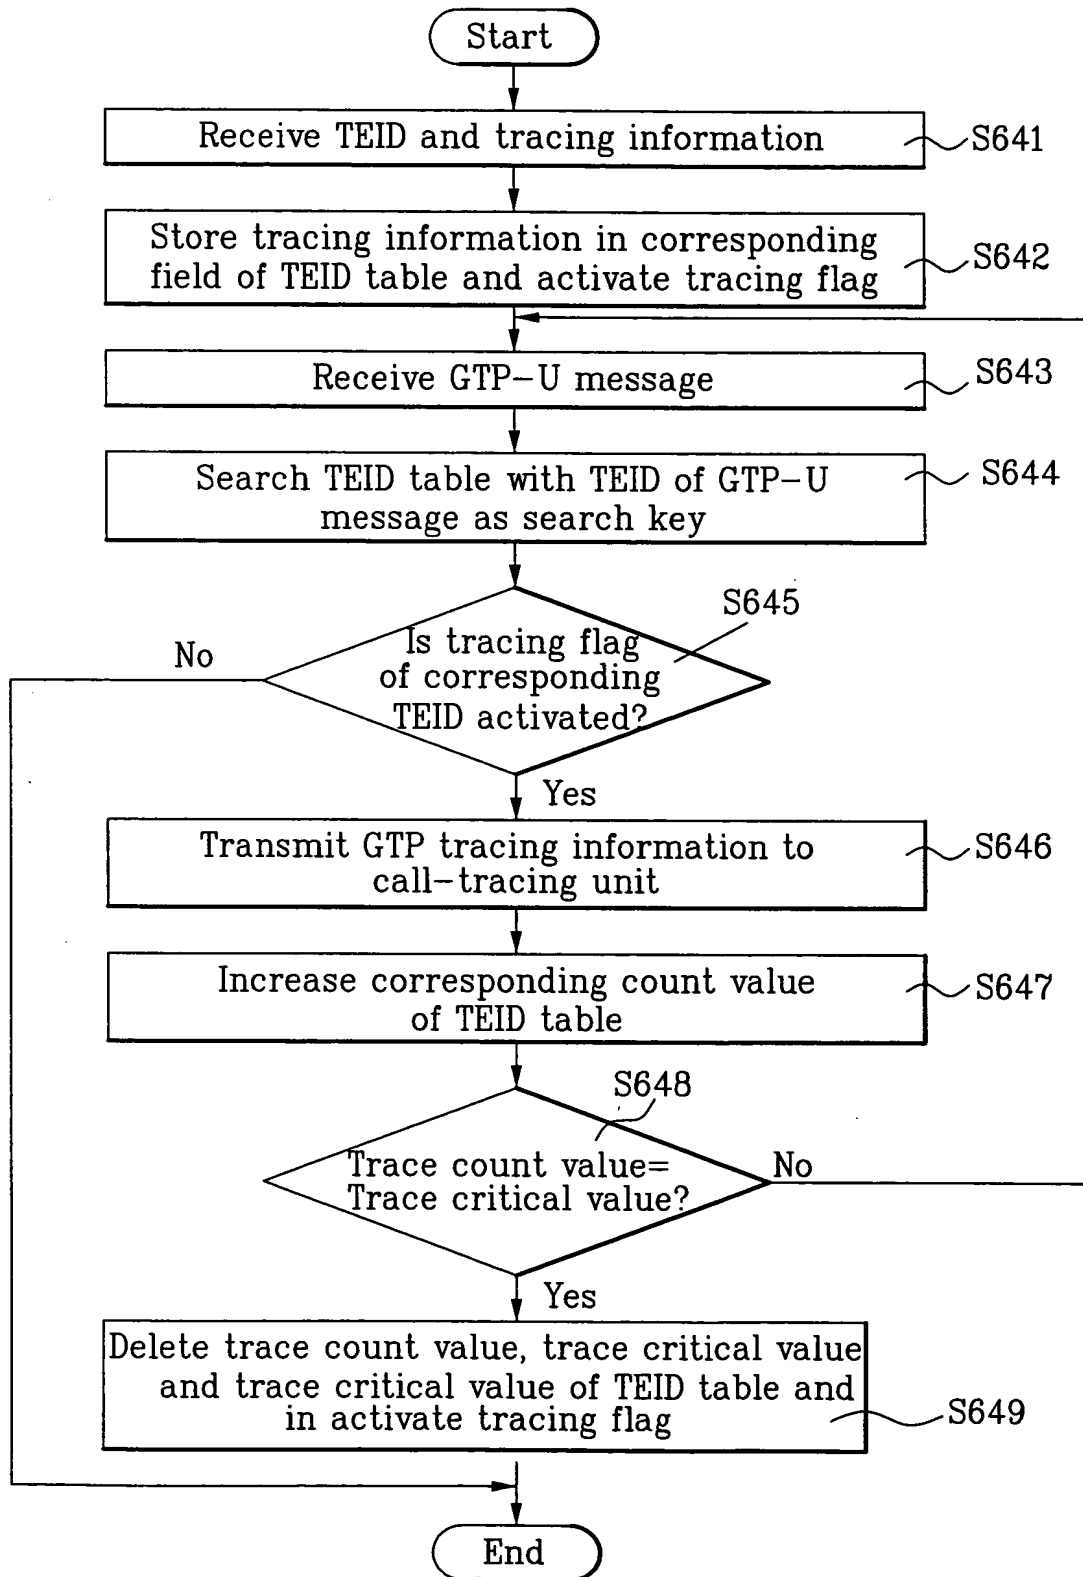 Start
Receive TEID and tracing information
S641
Store tracing information in corresponding
field of TEID table and activate tracing flag
S642
Receive GTP-U message
S643
Search TEID table with TEID of GTP-U
message as search key
S644
S645
Is tracing flag
of corresponding
TEID activated?
No
Yes
Transmit GTP tracing information to
call-tracing unit
S646
Increase corresponding count value
of TEID table
S647
S648
Trace count value=
Trace critical value?
No
Yes
Delete trace count value, trace critical value
and trace critical value of TEID table and
in activate tracing flag
S649
End